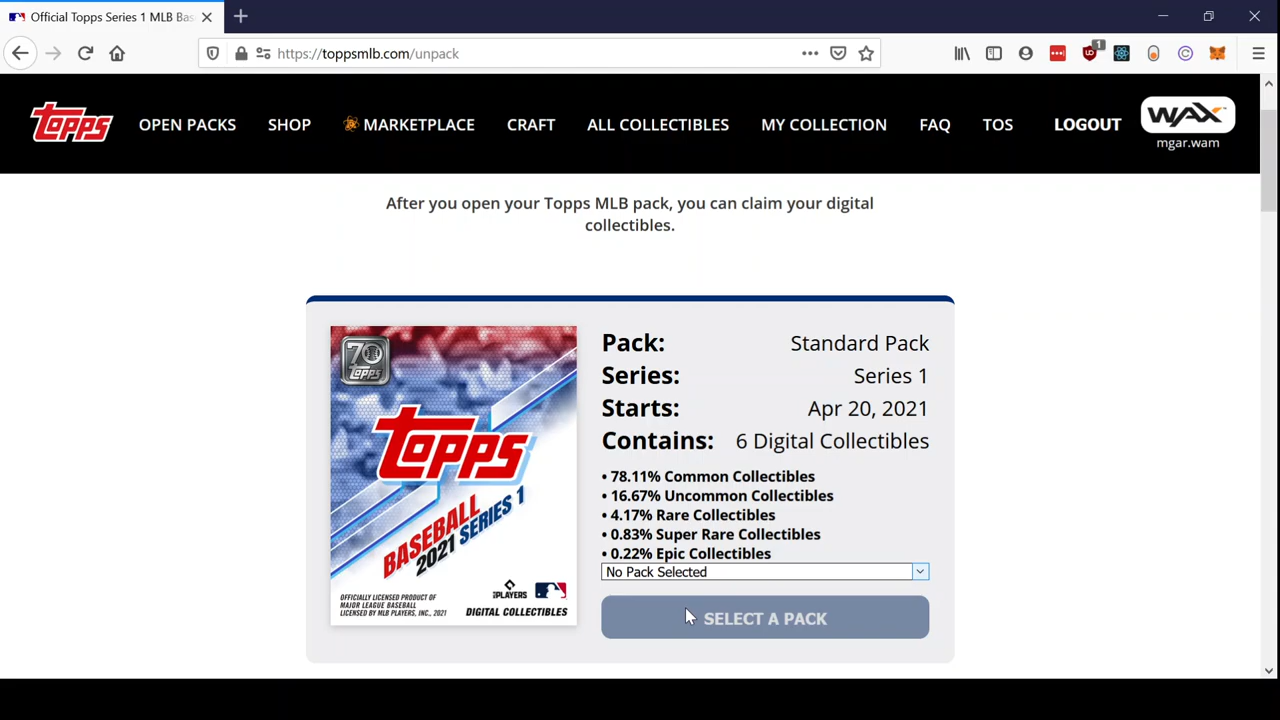 Official Topps Series 1 MLB Bas
https://toppsmlb.com/unpack
1
topps
OPEN PACKS
SHOP
MARKETPLACE
CRAFT
ALL COLLECTIBLES
MY COLLECTION
FAQ
TOS
LOGOUT
WAX
mgar.wam
After you open your Topps MLB pack, you can claim your digital
collectibles.
70
topps
topps
BASEBALL
2021 SERIES 1
OFFICIALLY LICENSED PRODUCT OF
MAJOR LEAGUE BASEBALL
LICENSED BY MLB PLAYERS, INC., 2021
PLAYERS
DIGITAL COLLECTIBLES
Pack: Standard Pack
Series: Series 1
Starts: Apr 20, 2021
Contains: 6 Digital Collectibles
• 78.11% Common Collectibles
• 16.67% Uncommon Collectibles
• 4.17% Rare Collectibles
• 0.83% Super Rare Collectibles
• 0.22% Epic Collectibles
No Pack Selected
SELECT A PACK